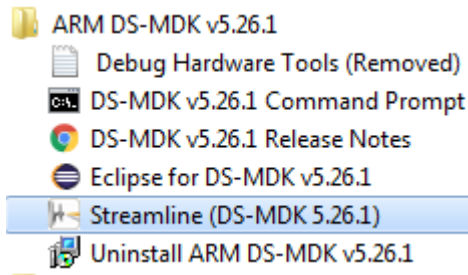 ARM DS-MDK v5.26.1
Debug Hardware Tools (Removed)
DS-MDK v5.26.1 Command Prompt
DS-MDK v5.26.1 Release Notes
Eclipse for DS-MDK v5.26.1
Streamline (DS-MDK 5.26.1)
Uninstall ARM DS-MDK v5.26.1